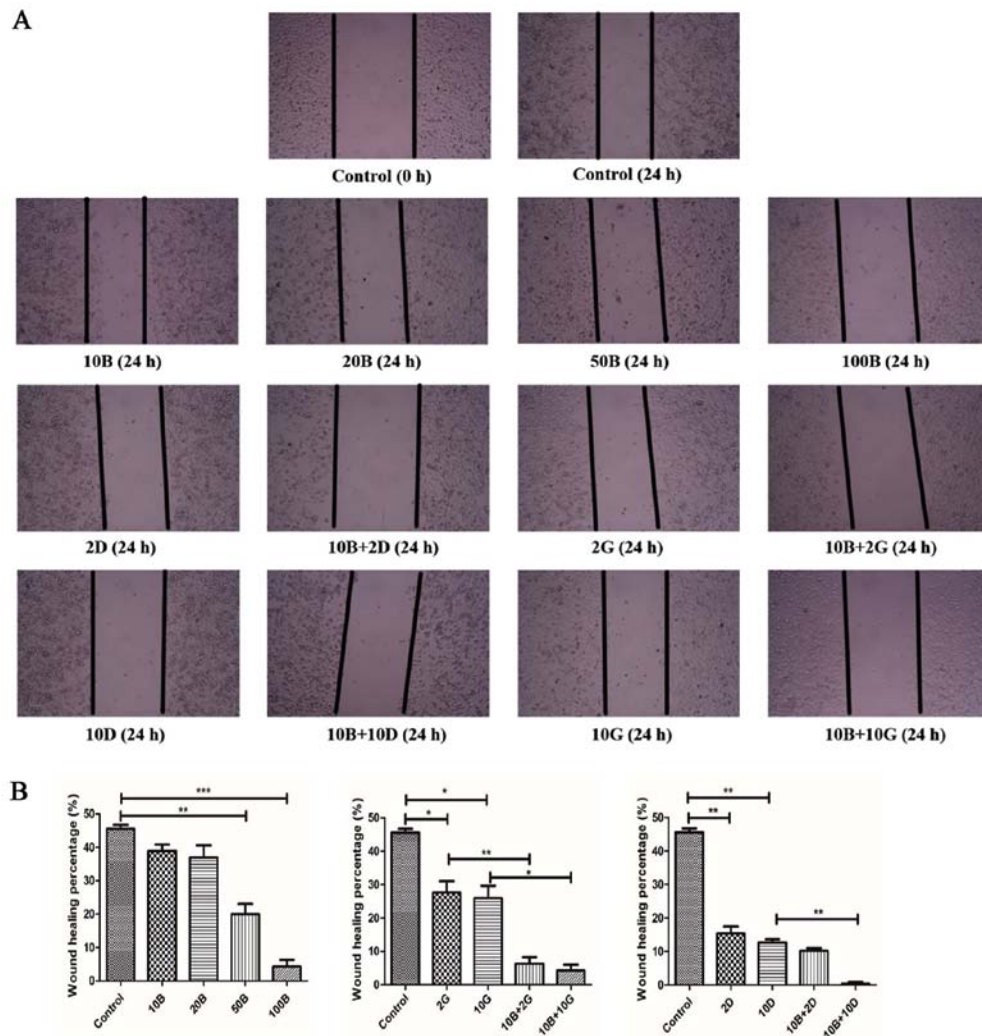 A
Control (0 h) Control (24 h)
10B (24 h) 20B (24 h) 50B (24 h) 100B (24 h)
2D (24 h) 10B+2D (24 h) 2G (24 h) 10B+2G (24 h)
10D (24 h) 10B+10D (24 h) 10G (24 h) 10B+10G (24 h)
B
Wound healing percentage (%)
50
40
30
20
10
0
***
**
Control 10B 20B 50B 100B
Wound healing percentage (%)
50
40
30
20
10
0
*
*
**
*
Control 2G 10G 10B+2G 10B+10G
Wound healing percentage (%)
50
40
30
20
10
0
**
**
**
Control 2D 10D 10B+2D 10B+10D